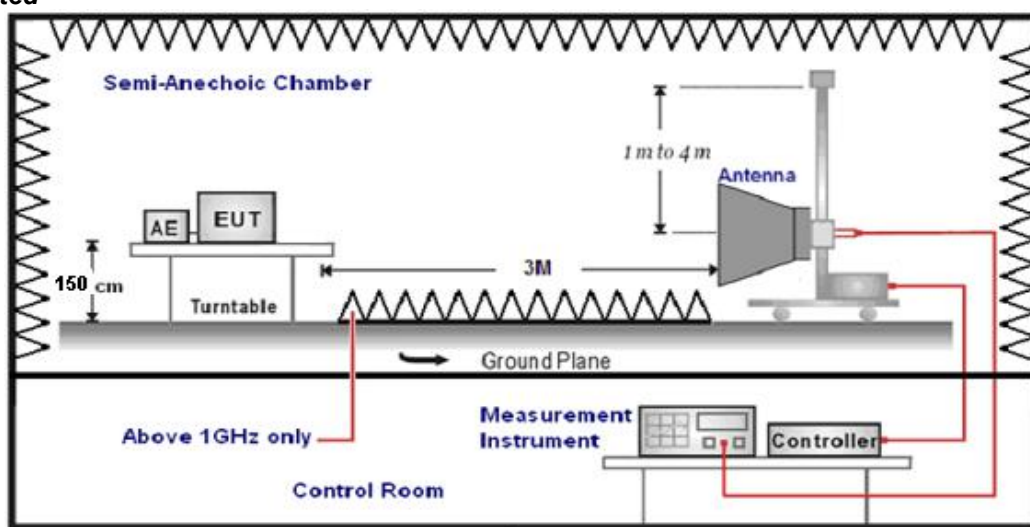 Semi-Anechoic Chamber
1 m to 4 m
Antenna
AE
EUT
3M
150 cm
Turntable
Ground Plane
Above 1GHz only
Measurement
Instrument
Controller
Control Room